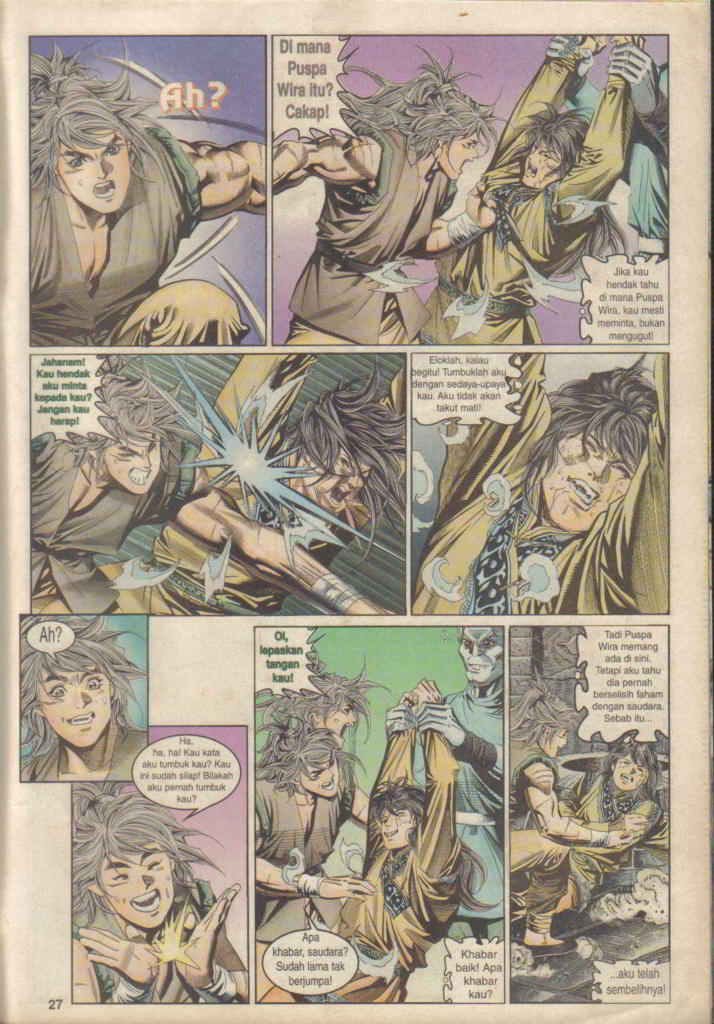 Ah?
Di mana
Puspa
Wira itu?
Cakap!
Jika kau
hendak tahu
di mana Puspa
Wira, kau mesti
meminta, bukan
mengugut!
Jahanam!
Kau hendak
aku minta
kepada kau?
Jangan kau
harap!
Eloklah, kalau
begitu! Tumbuklah aku
dengan sedaya-upaya
kau. Aku tidak akan
takut mati!
Ah?
Ha,
ha, ha! Kau kata
aku tumbuk kau? Kau
ini sudah silap! Bilakah
aku pernah tumbuk
kau?
OI,
lepaskan
tangan
kau!
Apa
khabar, saudara?
Sudah lama tak
berjumpa!
Khabar
baik! Apa
khabar
kau?
Tadi Puspa
Wira memang
ada di sini.
Tetapi aku tahu
dia pernah
berselisih faham
dengan saudara.
Sebab itu...
...aku telah
sembelihnya!
27